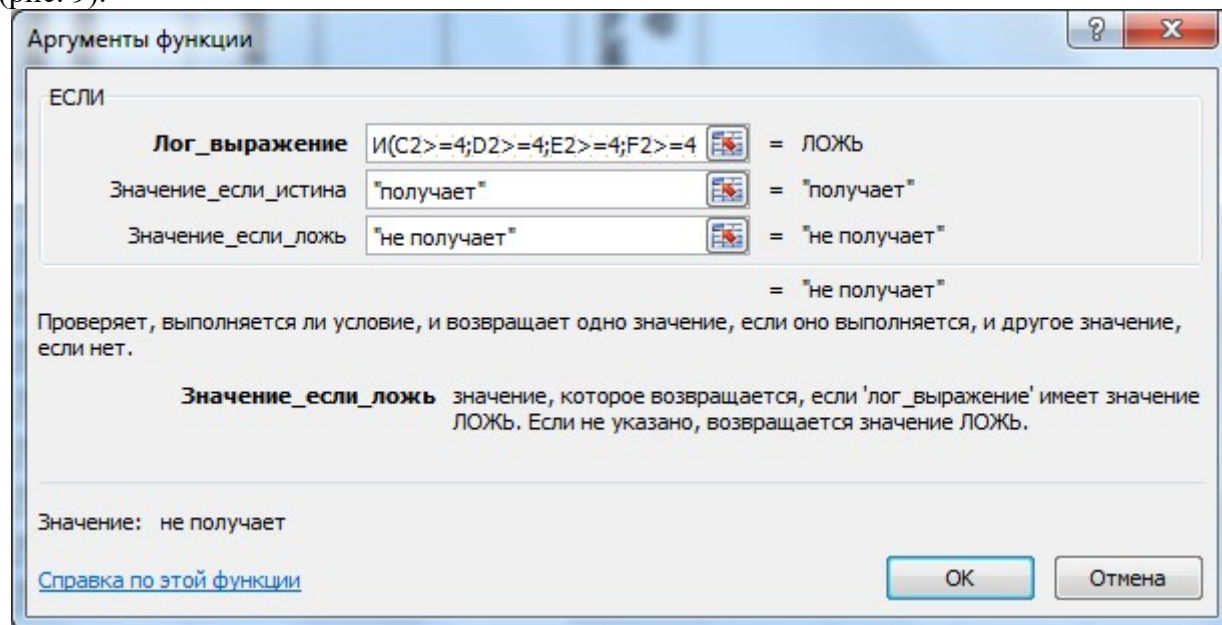 (рис. 9).
Аргументы функции
ЕСЛИ
Лог_выражение И(C2>=4;D2>=4;E2>=4;F2>=4 = ЛОЖЬ
Значение_если_истина "получает" = "получает"
Значение_если_ложь "не получает" = "не получает"
= "не получает"
Проверяет, выполняется ли условие, и возвращает одно значение, если оно выполняется, и другое значение,
если нет.
Значение_если_ложь значение, которое возвращается, если 'лог_выражение' имеет значение
ЛОЖЬ. Если не указано, возвращается значение ЛОЖЬ.
Значение: не получает
Справка по этой функции
ОК
Отмена